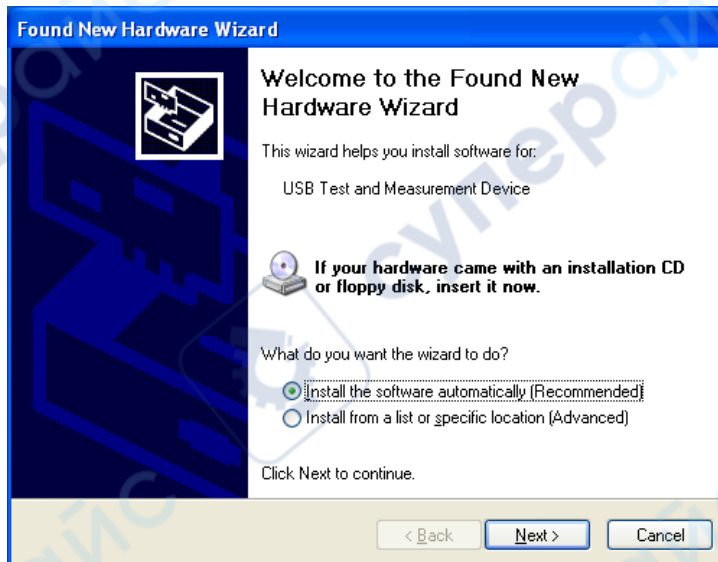 Found New Hardware Wizard
Welcome to the Found New
Hardware Wizard
This wizard helps you install software for:
USB Test and Measurement Device
If your hardware came with an installation CD
or floppy disk, insert it now.
What do you want the wizard to do?
Install the software automatically (Recommended)
Install from a list or specific location (Advanced)
Click Next to continue.
< Back
Next >
Cancel
супер